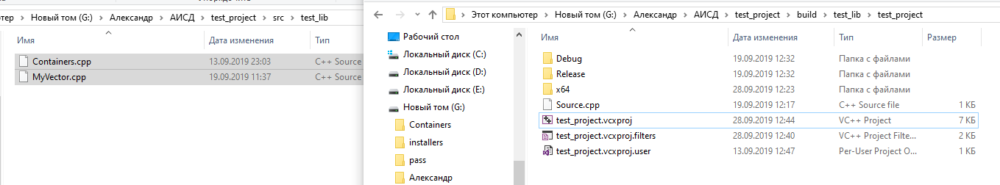 Упорядочить
тер › Новый том (G:) › Александр › АИСД › test_project › src › test_lib
Имя Дата изменения Тип
Containers.cpp 13.09.2019 23:03 C++ Source
MyVector.cpp 19.09.2019 11:37 C++ Source
› Этот компьютер › Новый том (G:) › Александр › АИСД › test_project › build › test_lib › test_project
Рабочий стол
Локальный диск (C:)
Локальный диск (D:)
Локальный диск (E:)
Новый том (G:)
Containers
installers
pass
Александр
Имя Дата изменения Тип Размер
Debug 19.09.2019 12:32 Папка с файлами
Release 19.09.2019 12:32 Папка с файлами
x64 28.09.2019 12:23 Папка с файлами
Source.cpp 19.09.2019 12:17 C++ Source file 1 КБ
test_project.vcxproj 28.09.2019 12:44 VC++ Project 7 КБ
test_project.vcxproj.filters 28.09.2019 12:40 VC++ Project Filte... 2 КБ
test_project.vcxproj.user 13.09.2019 12:47 Per-User Project O... 1 КБ